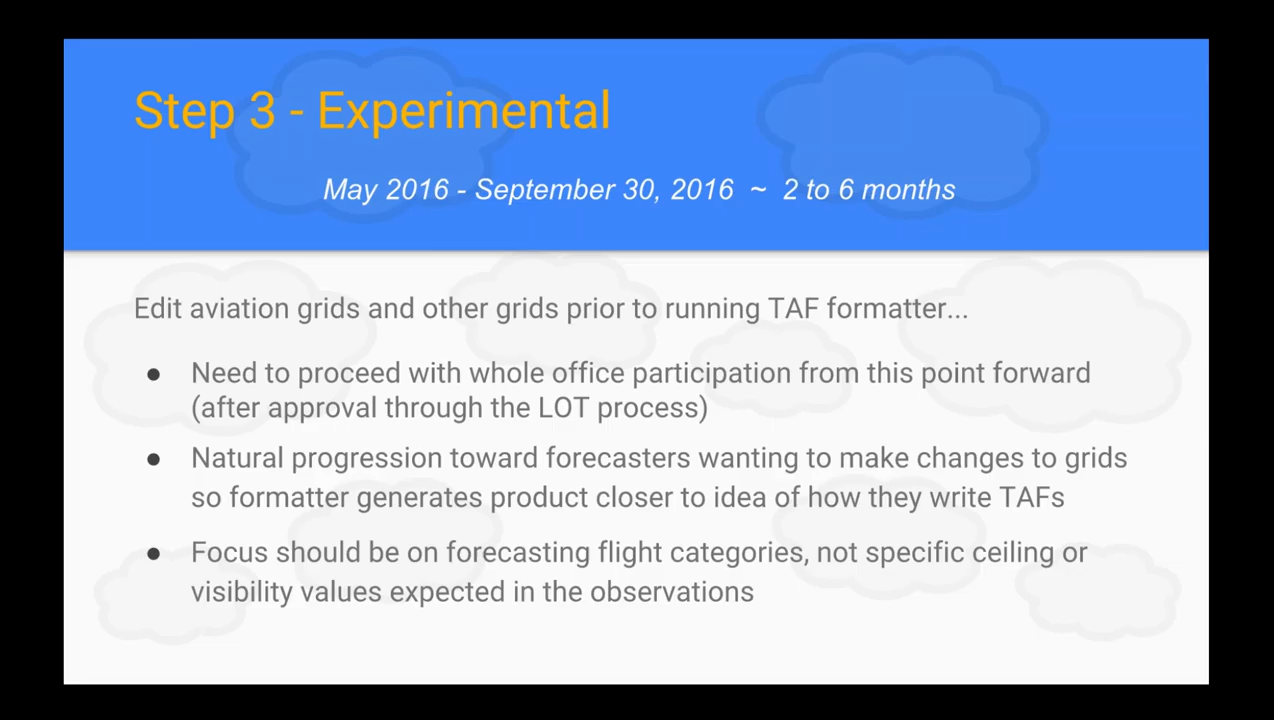 Step 3 - Experimental
May 2016 - September 30, 2016 ~ 2 to 6 months
Edit aviation grids and other grids prior to running TAF formatter...
● Need to proceed with whole office participation from this point forward
(after approval through the LOT process)
● Natural progression toward forecasters wanting to make changes to grids
so formatter generates product closer to idea of how they write TAFs
● Focus should be on forecasting flight categories, not specific ceiling or
visibility values expected in the observations